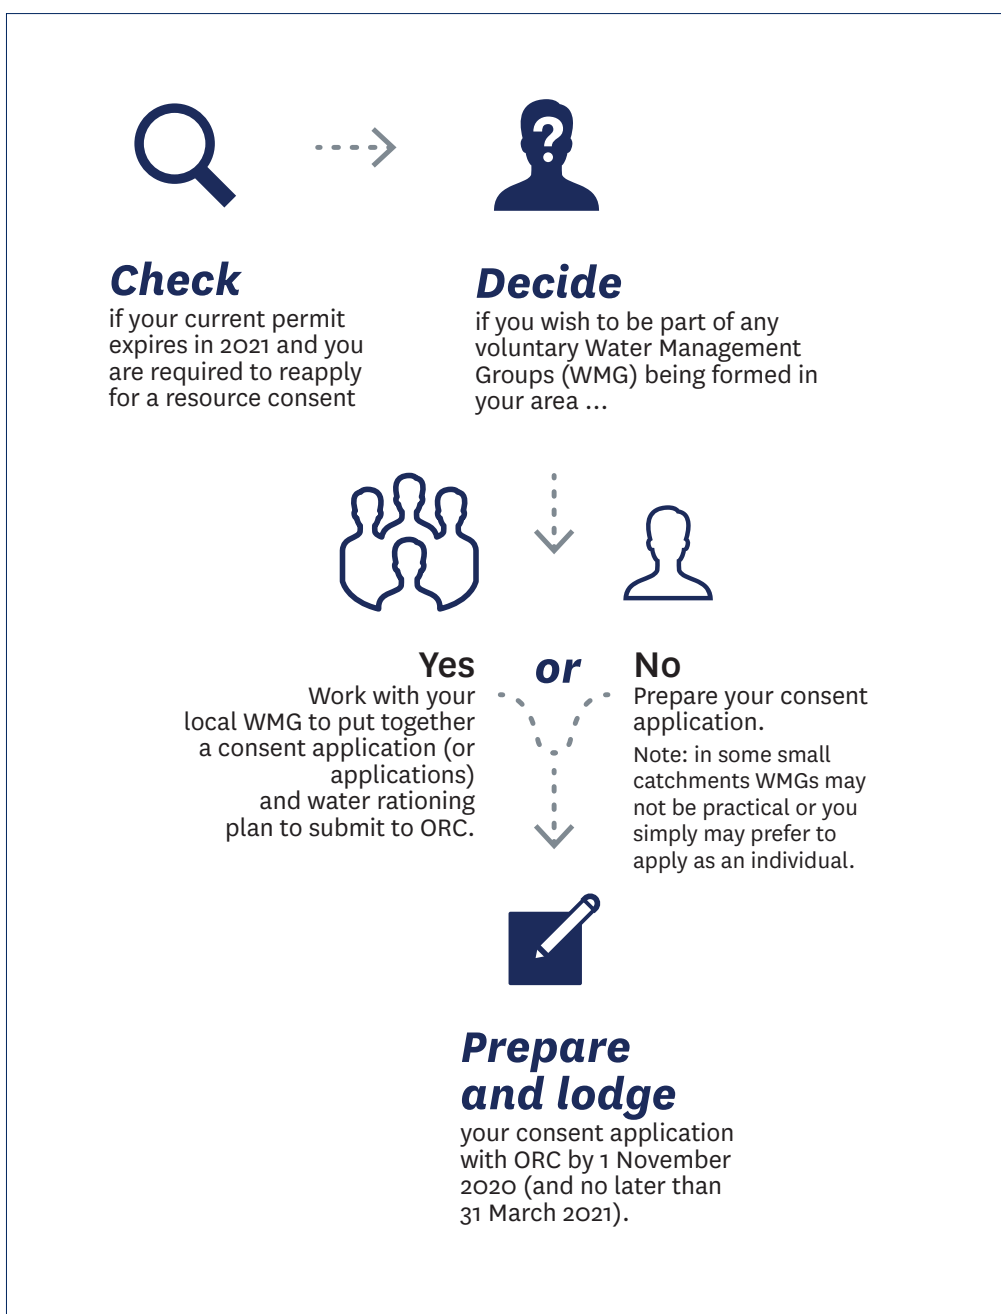 ?
Check
if your current permit
expires in 2021 and you
are required to reapply
for a resource consent
Decide
if you wish to be part of any
voluntary Water Management
Groups (WMG) being formed in
your area ...
Yes
Work with your
local WMG to put together
a consent application (or
applications)
and water rationing
plan to submit to ORC.
or
No
Prepare your consent
application.
Note: in some small
catchments WMGs may
not be practical or you
simply may prefer to
apply as an individual.
Prepare
and lodge
your consent application
with ORC by 1 November
2020 (and no later than
31 March 2021).